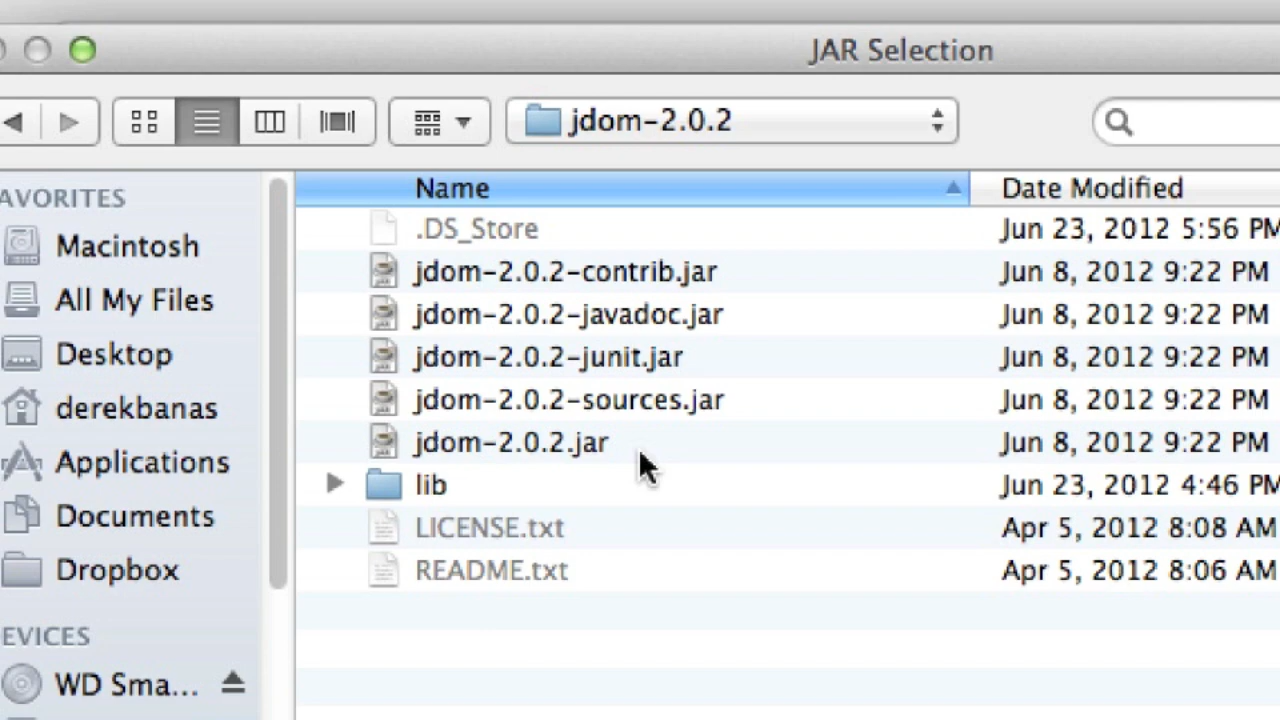 JAR Selection
jdom-2.0.2
AVORITES
Macintosh
All My Files
Desktop
derekbanas
Applications
Documents
Dropbox
EVICES
WD Sma...
Name Date Modified
.DS_Store Jun 23, 2012 5:56 PM
jdom-2.0.2-contrib.jar Jun 8, 2012 9:22 PM
jdom-2.0.2-javadoc.jar Jun 8, 2012 9:22 PM
jdom-2.0.2-junit.jar Jun 8, 2012 9:22 PM
jdom-2.0.2-sources.jar Jun 8, 2012 9:22 PM
jdom-2.0.2.jar Jun 8, 2012 9:22 PM
lib Jun 23, 2012 4:46 PM
LICENSE.txt Apr 5, 2012 8:08 AM
README.txt Apr 5, 2012 8:06 AM